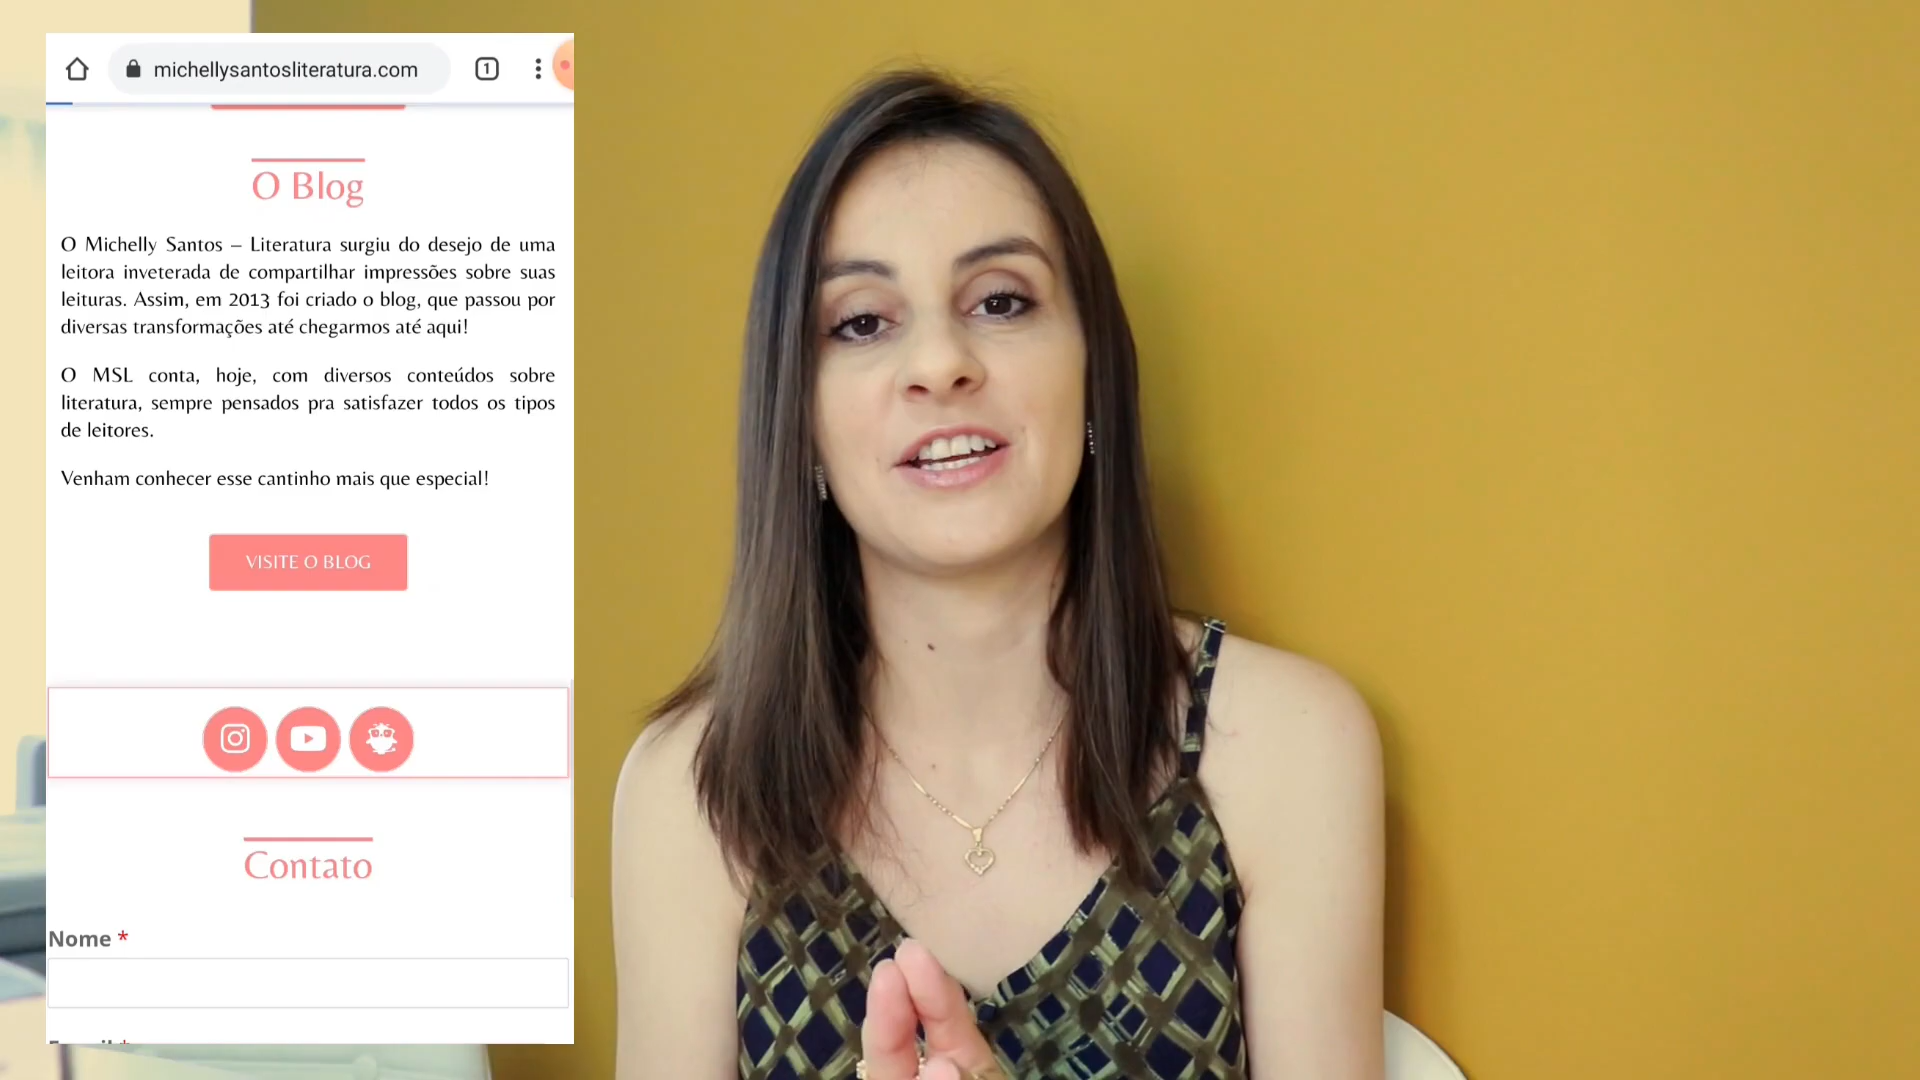 michellysantosliteratura.com
1
O Blog
O Michelly Santos – Literatura surgiu do desejo de uma
leitora inveterada de compartilhar impressões sobre suas
leituras. Assim, em 2013 foi criado o blog, que passou por
diversas transformações até chegarmos até aqui!
O MSL conta, hoje, com diversos conteúdos sobre
literatura, sempre pensados pra satisfazer todos os tipos
de leitores.
Venham conhecer esse cantinho mais que especial!
VISITE O BLOG
Contato
Nome *